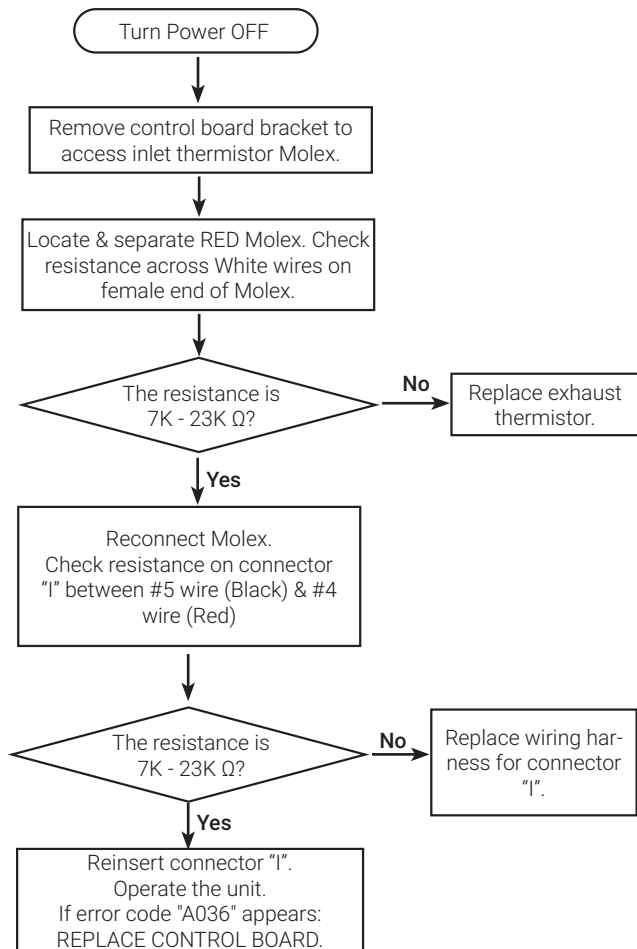 Turn Power OFF
Remove control board bracket to
access inlet thermistor Molex.
Locate & separate RED Molex. Check
resistance across White wires on
female end of Molex.
The resistance is
7K - 23K Ω?
No
Replace exhaust
thermistor.
Yes
Reconnect Molex.
Check resistance on connector
“I” between #5 wire (Black) & #4
wire (Red)
The resistance is
7K - 23K Ω?
No
Replace wiring har-
ness for connector
“I”.
Yes
Reinsert connector “I”.
Operate the unit.
If error code "A036" appears:
REPLACE CONTROL BOARD.